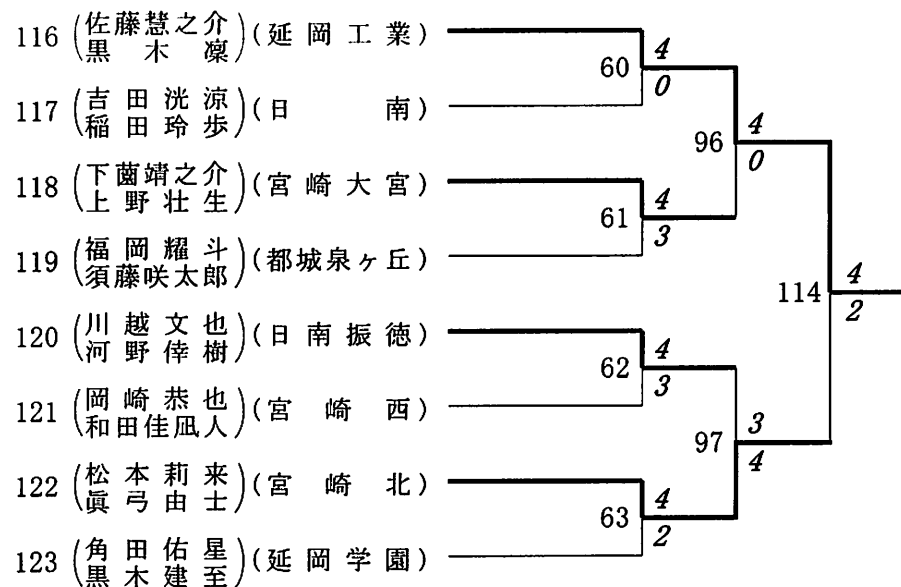 116 (佐藤慧之介 黒木凜) (延岡工業)
60 4 0
117 (吉田洸涼 稲田玲歩) (日南)
96 4 0
118 (下薗靖之介 上野壮生) (宮崎大宮)
61 4 3
119 (福岡耀斗 須藤咲太郎) (都城泉ヶ丘)
114 4 2
120 (川越文也 河野倖樹) (日南振徳)
62 4 3
121 (岡崎恭也 和田佳凪人) (宮崎西)
97 3 4
122 (松本莉来 眞弓由士) (宮崎北)
63 4 2
123 (角田佑星 黒木建至) (延岡学園)